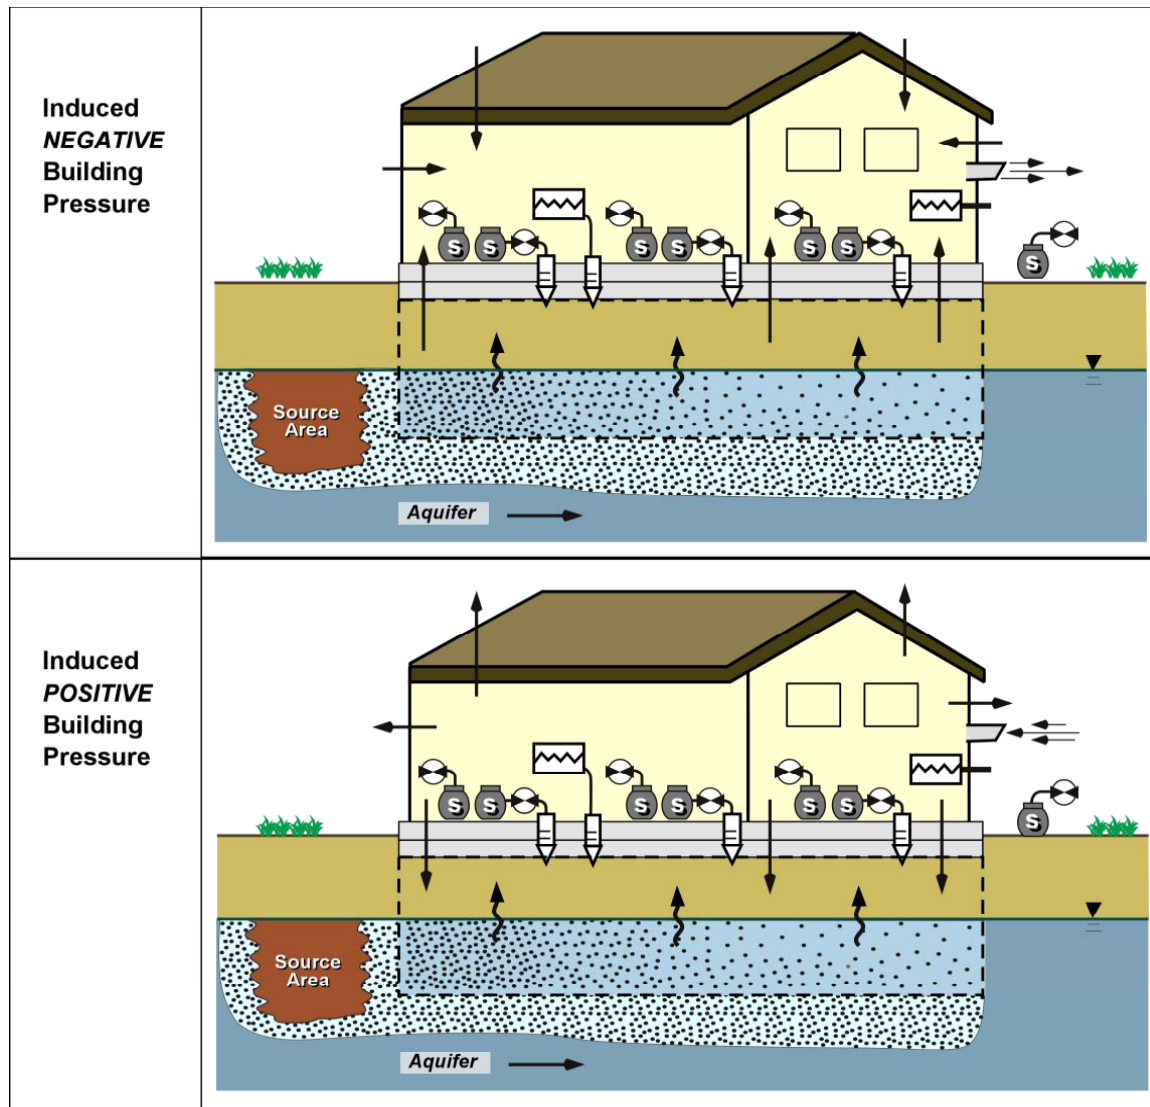 Induced
NEGATIVE
Building
Pressure
S S S S S S S
Source
Area
Aquifer
Induced
POSITIVE
Building
Pressure
S S S S S S S
Source
Area
Aquifer